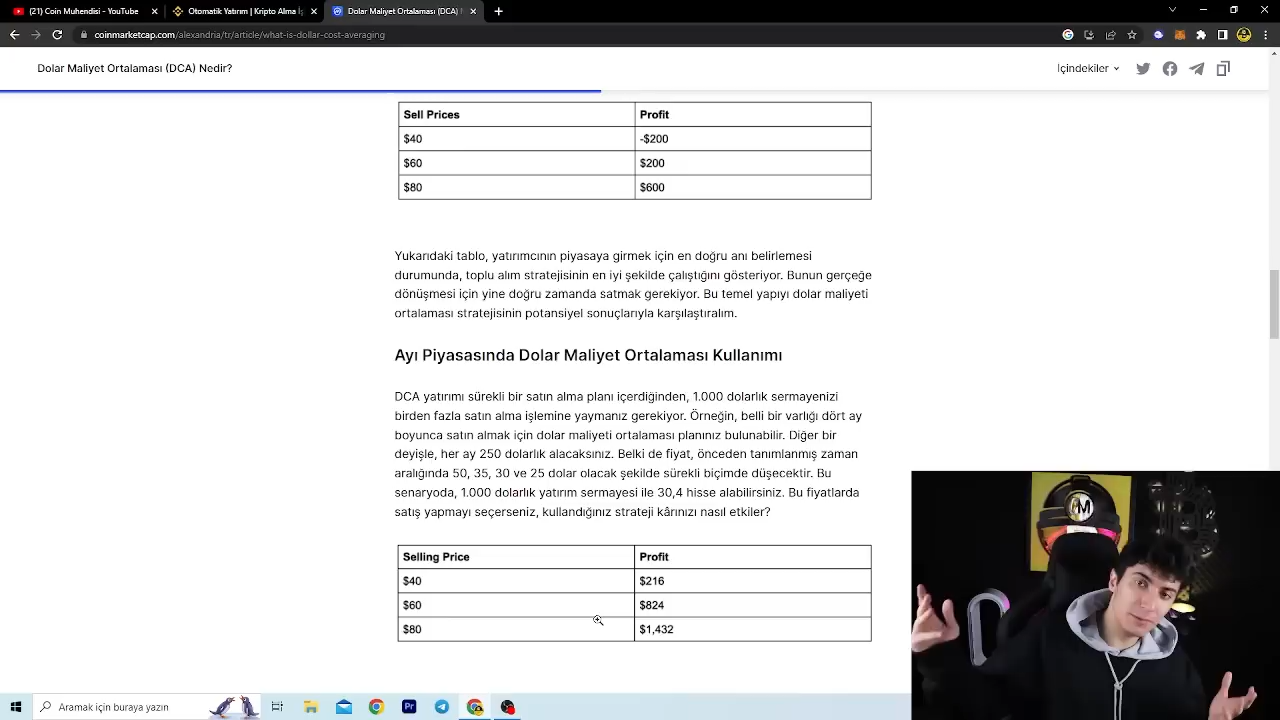 (21) Coin Muhendisi - YouTube
Otomatik Yatırım | Kripto Alma İş
Dolar Maliyet Ortalaması (DCA) N
coinmarketcap.com/alexandria/tr/article/what-is-dollar-cost-averaging
Dolar Maliyet Ortalaması (DCA) Nedir?
İçindekiler
Sell Prices Profit
$40 -$200
$60 $200
$80 $600
Yukarıdaki tablo, yatırımcının piyasaya girmek için en doğru anı belirlemesi
durumunda, toplu alım stratejisinin en iyi şekilde çalıştığını gösteriyor. Bunun gerçeğe
dönüşmesi için yine doğru zamanda satmak gerekiyor. Bu temel yapıyı dolar maliyeti
ortalaması stratejisinin potansiyel sonuçlarıyla karşılaştıralım.
Ayı Piyasasında Dolar Maliyet Ortalaması Kullanımı
DCA yatırımı sürekli bir satın alma planı içerdiğinden, 1.000 dolarlık sermayenizi
birden fazla satın alma işlemine yaymanız gerekiyor. Örneğin, belli bir varlığı dört ay
boyunca satın almak için dolar maliyeti ortalaması planınız bulunabilir. Diğer bir
deyişle, her ay 250 dolarlık alacaksınız. Belki de fiyat, önceden tanımlanmış zaman
aralığında 50, 35, 30 ve 25 dolar olacak şekilde sürekli biçimde düşecektir. Bu
senaryoda, 1.000 dolarlık yatırım sermayesi ile 30,4 hisse alabilirsiniz. Bu fiyatlarda
satış yapmayı seçerseniz, kullandığınız strateji kârınızı nasıl etkiler?
Selling Price Profit
$40 $216
$60 $824
$80 $1,432
Aramak için buraya yazın
Pr
M